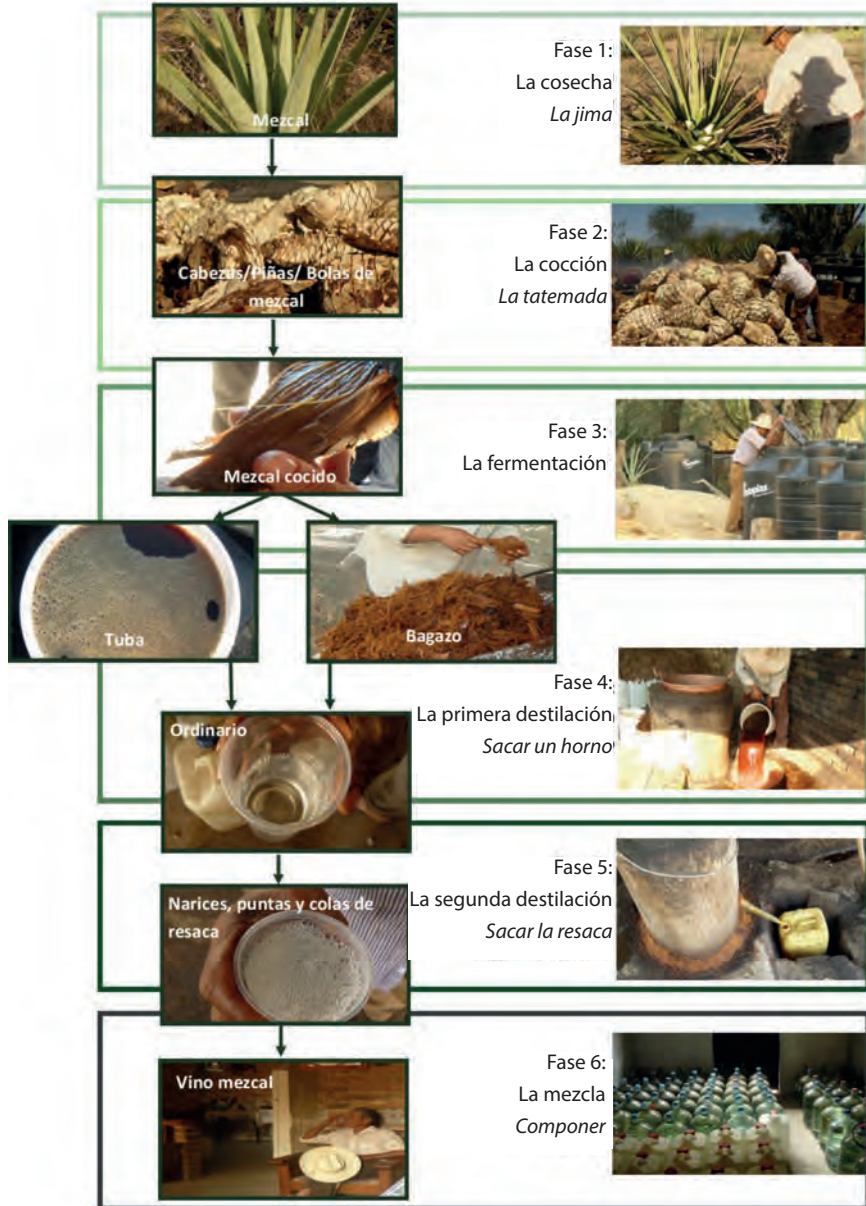 Mezcal
Fase 1:
La cosecha
La jima
Cabezas/Piñas/ Bolas de
mezcal
Fase 2:
La cocción
La tatemada
Mezcal cocido
Fase 3:
La fermentación
Tuba
Bagazo
Ordinario
Fase 4:
La primera destilación
Sacar un horno
Narices, puntas y colas de
resaca
Fase 5:
La segunda destilación
Sacar la resaca
Vino mezcal
Fase 6:
La mezcla
Componer